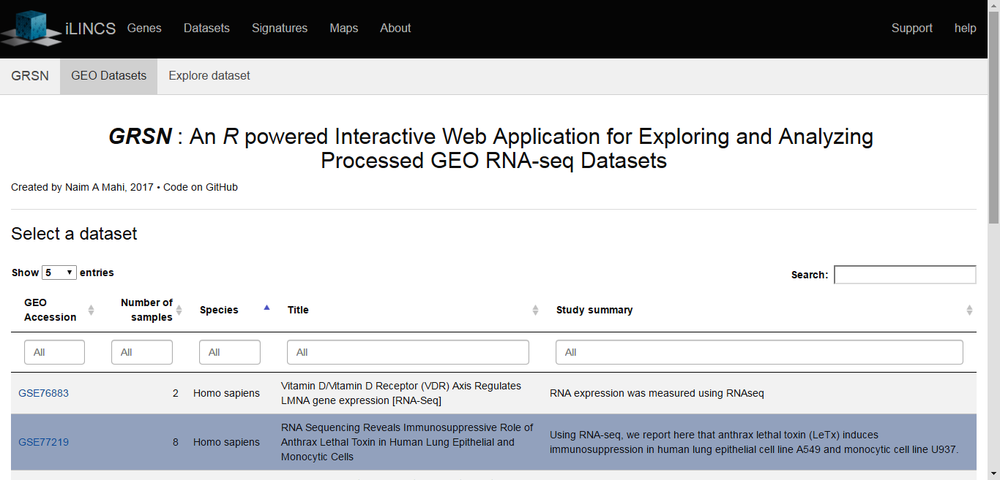 iLINCS Genes Datasets Signatures Maps About Support help
GRSN GEO Datasets Explore dataset
GRSN : An R powered Interactive Web Application for Exploring and Analyzing
Processed GEO RNA-seq Datasets
Created by Naim A Mahi, 2017 • Code on GitHub
Select a dataset
Show 5 entries
Search:
GEO
Accession
Number of
samples
Species
Title
Study summary
All All All All All
GSE76883
2
Homo sapiens
Vitamin D/Vitamin D Receptor (VDR) Axis Regulates
LMNA gene expression [RNA-Seq]
RNA expression was measured using RNAseq
GSE77219
8
Homo sapiens
RNA Sequencing Reveals Immunosuppressive Role of
Anthrax Lethal Toxin in Human Lung Epithelial and
Monocytic Cells
Using RNA-seq, we report here that anthrax lethal toxin (LeTx) induces
immunosuppression in human lung epithelial cell line A549 and monocytic cell line U937.